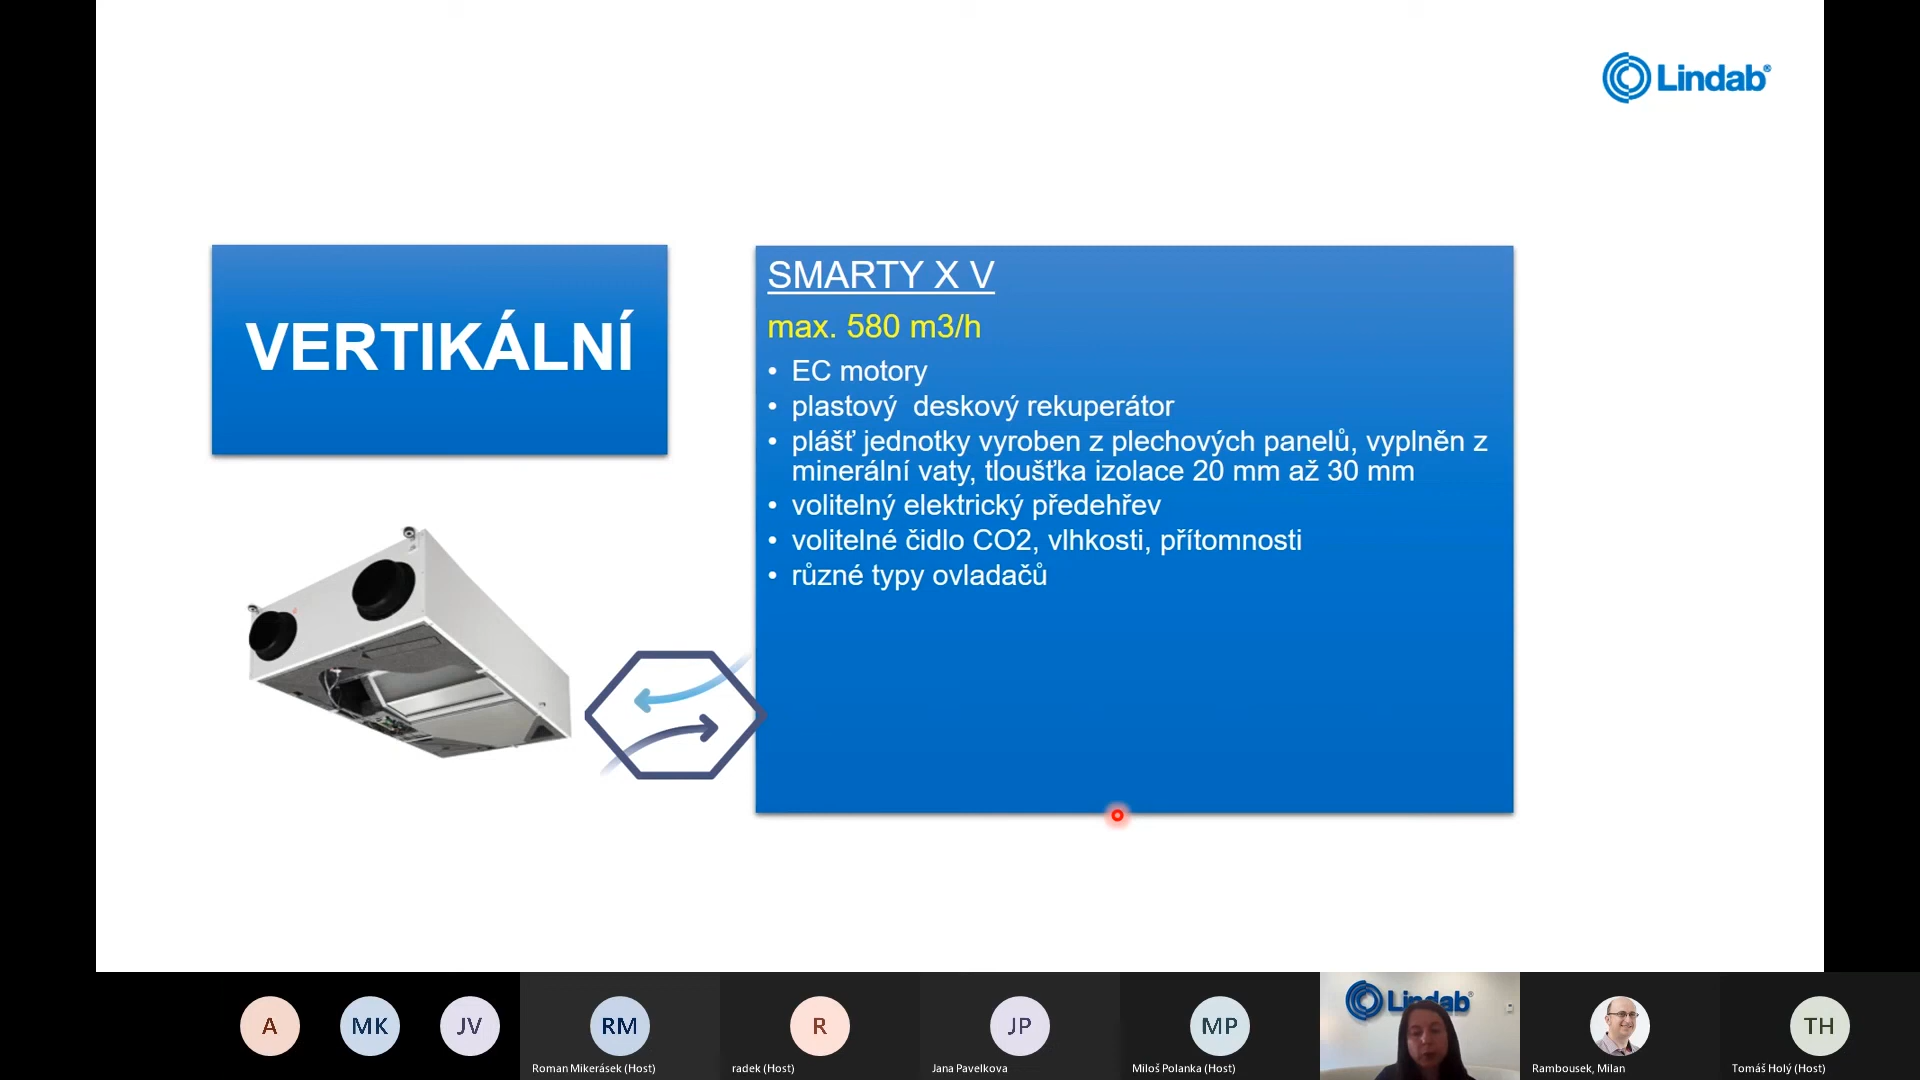 Lindab®
VERTIKÁLNÍ
SMARTY X V
max. 580 m3/h
• EC motory
• plastový  deskový rekuperátor
• plášť jednotky vyroben z plechových panelů, vyplněn z
minerální vaty, tloušťka izolace 20 mm až 30 mm
• volitelný elektrický předehřev
• volitelné čidlo CO2, vlhkosti, přítomnosti
• různé typy ovladačů
A
MK
JV
RM
Roman Mikerásek (Host)
R
radek (Host)
JP
Jana Pavelkova
MP
Miloš Polanka (Host)
Lindab®
Rambousek, Milan
TH
Tomáš Holý (Host)